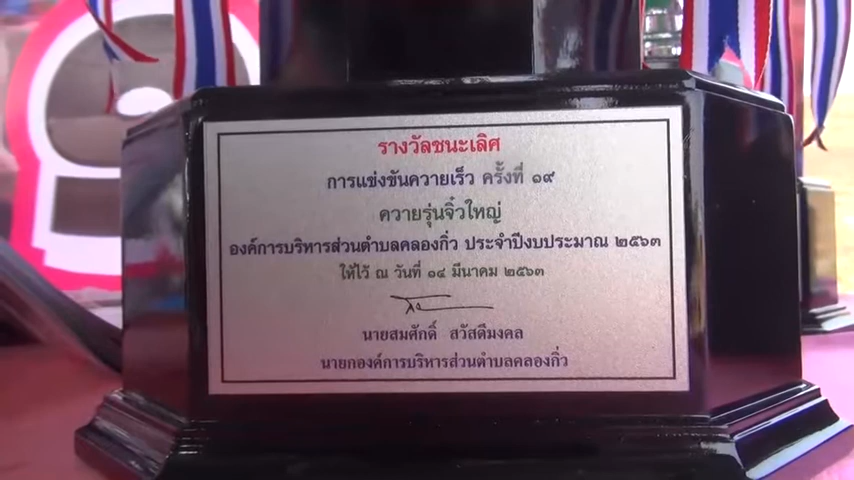 รางวัลชนะเลิศ
การแข่งขันควายเร็ว ครั้งที่ ๑๙
ควายรุ่นจิ๋วใหญ่
องค์การบริหารส่วนตำบลคลองกิ่ว ประจำปีงบประมาณ ๒๕๖๓
ให้ไว้ ณ วันที่ ๑๔ มีนาคม ๒๕๖๓
นายสมศักดิ์ สวัสดีมงคล
นายกองค์การบริหารส่วนตำบลคลองกิ่ว